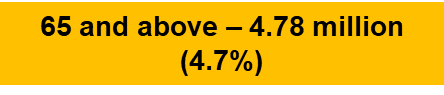 65 and above – 4.78 million
(4.7%)